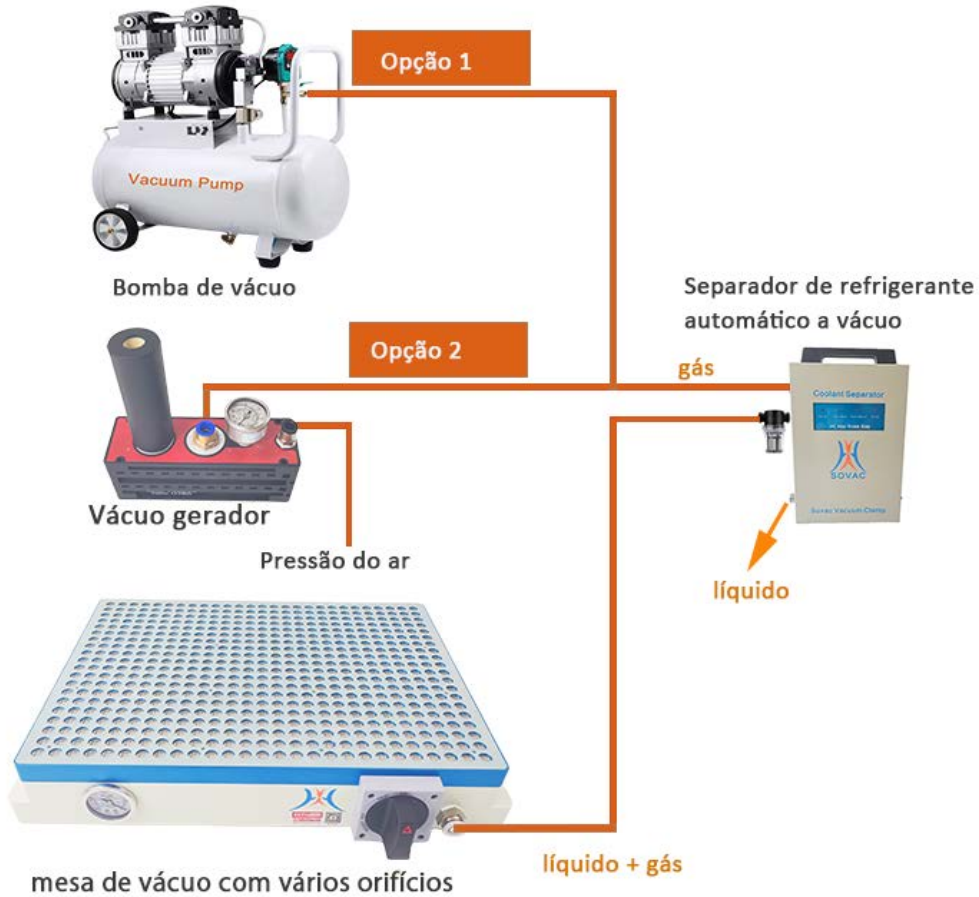 Opção 1
Vacuum Pump
Bomba de vácuo
Separador de refrigerante
automático a vácuo
Opção 2
gás
Coolant Separator
SOVAC
Sovac Vacuum Clamp
Vácuo gerador
Pressão do ar
líquido
líquido + gás
mesa de vácuo com vários orifícios